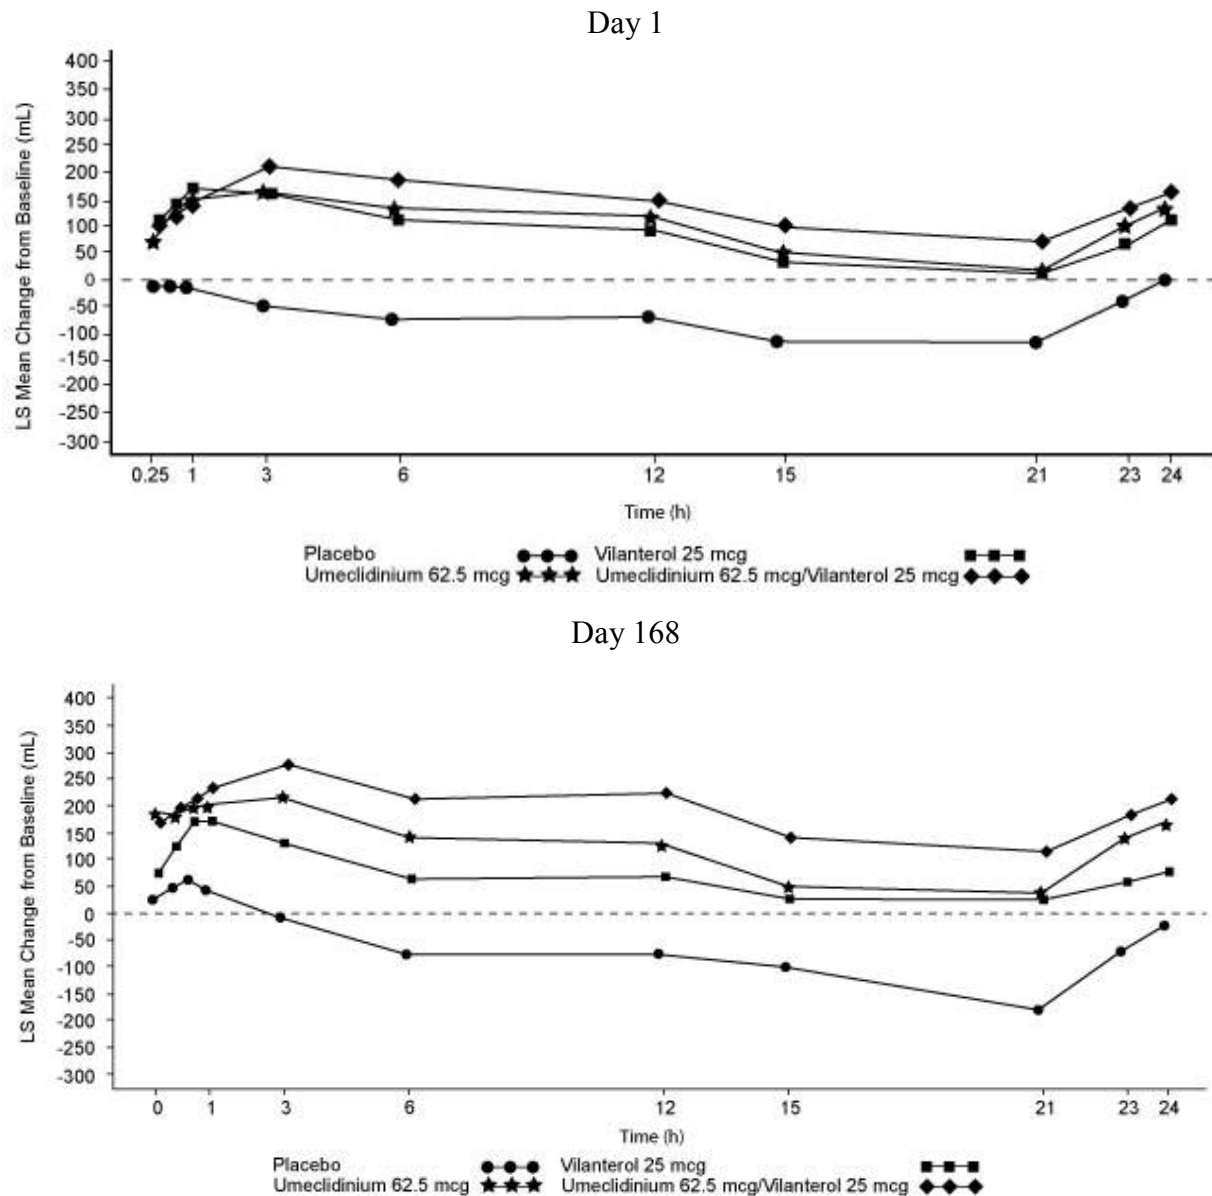 Day 1
LS Mean Change from Baseline (mL)
400
350
300
250
200
150
100
50
0
-50
-100
-150
-200
-250
-300
0.25 1 3 6 12 15 21 23 24
Time (h)
Placebo Vilanterol 25 mcg
Umeclidinium 62.5 mcg Umeclidinium 62.5 mcg/Vilanterol 25 mcg
Day 168
LS Mean Change from Baseline (mL)
400
350
300
250
200
150
100
50
0
-50
-100
-150
-200
-250
-300
0 1 3 6 12 15 21 23 24
Time (h)
Placebo Vilanterol 25 mcg
Umeclidinium 62.5 mcg Umeclidinium 62.5 mcg/Vilanterol 25 mcg